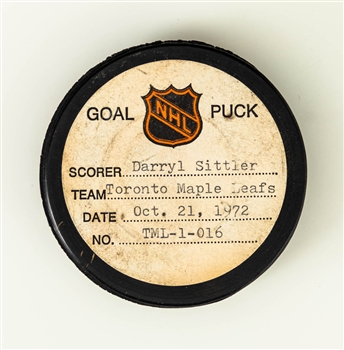 GOAL NHL PUCK
SCORER Darryl Sittler
TEAM Toronto Maple Leafs
DATE Oct. 21, 1972
NO. TML-1-016